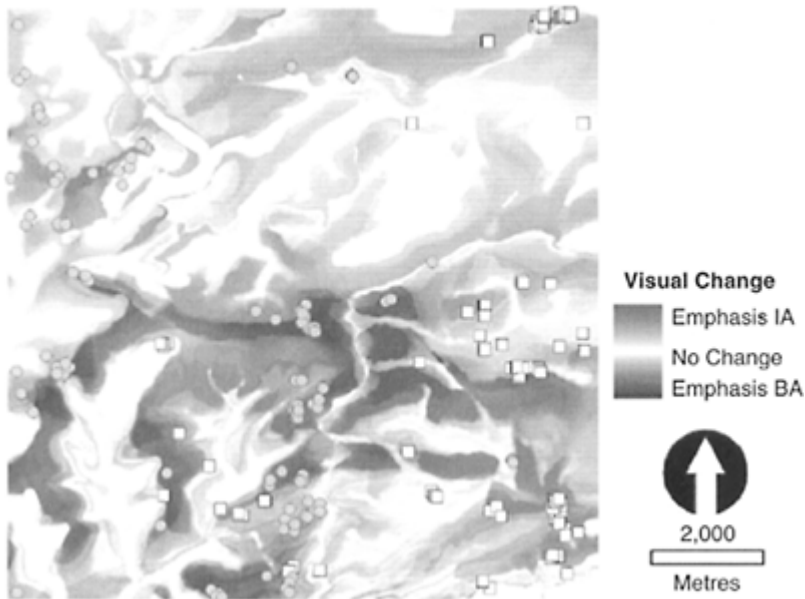 Visual Change
Emphasis IA
No Change
Emphasis BA
2,000
Metres